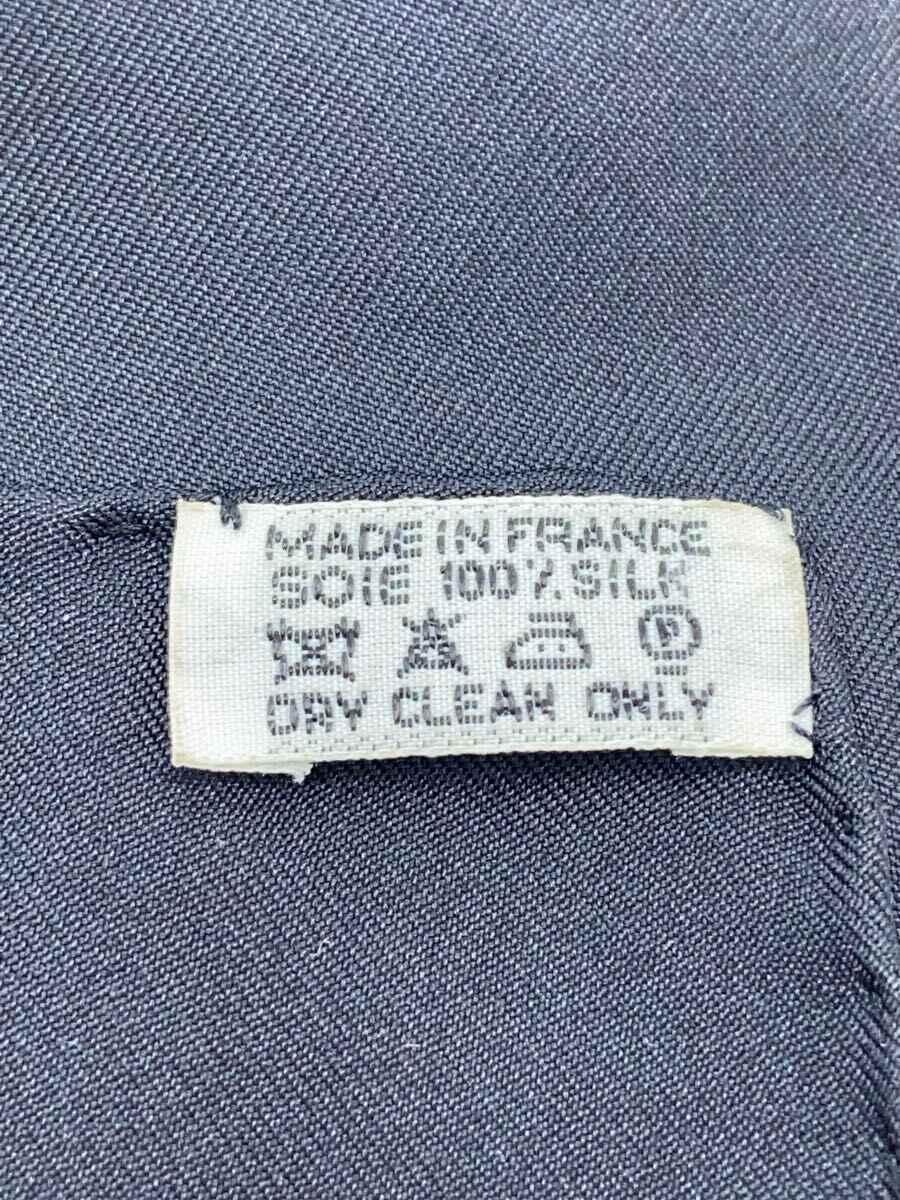 MADE IN FRANCE
SOIE 100% SILK
DRY CLEAN ONLY